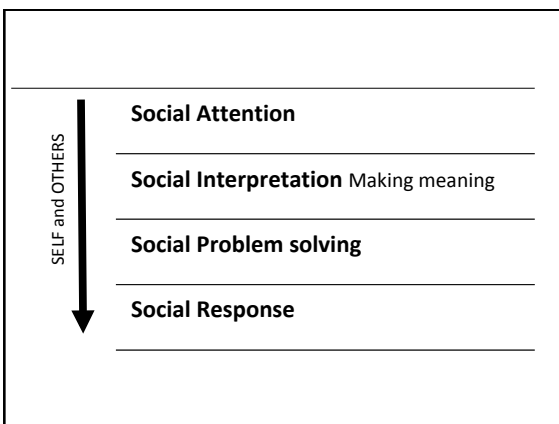 SELF and OTHERS
Social Attention
Social Interpretation Making meaning
Social Problem solving
Social Response